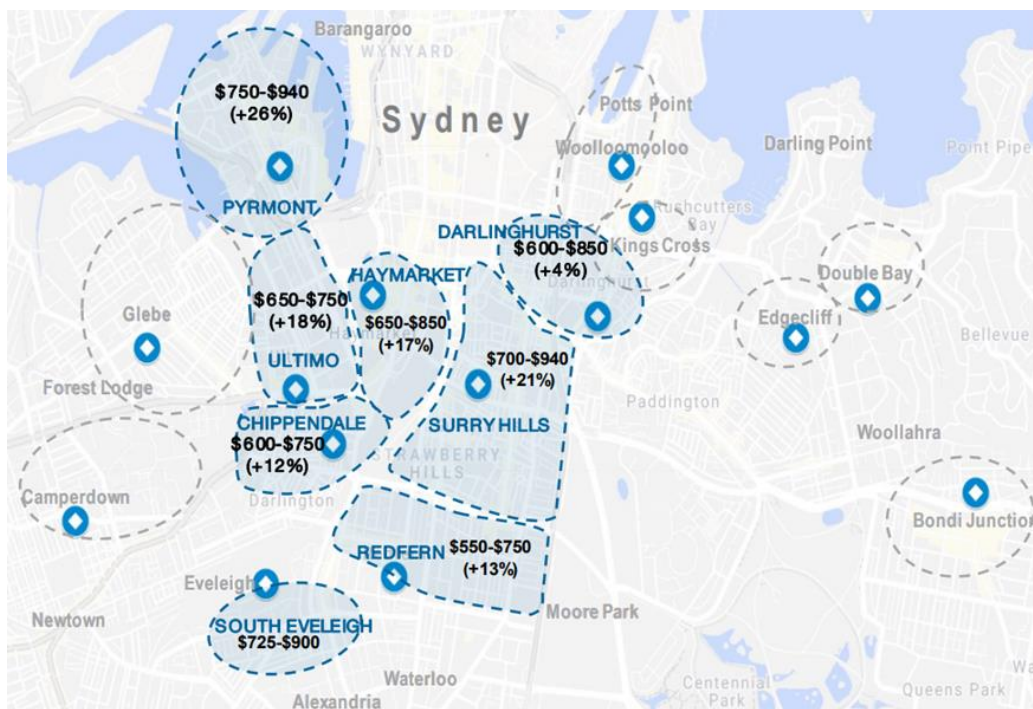 Barangaroo
WYNYARD
$750-$940
(+26%)
Sydney
Potts Point
Woolloomooloo
Darling Point
Point Pipe
PYRMONT
Rushcutters
Bay
DARLINGHURST
Kings Cross
$600-$850
(+4%)
Darlinghurst
HAYMARKET
Double Bay
$650-$750
(+18%)
Glebe
$650-$850
Haymarket
(+17%)
Edgecliff
Bellevue
ULTIMO
$700-$940
(+21%)
Forest Lodge
Paddington
CHIPPENDALE
$600-$750
(+12%)
SURRY HILLS
Woollahra
STRAWBERRY
HILLS
Camperdown
Darlington
Bondi Junction
REDFERN
$550-$750
(+13%)
Eveleigh
Newtown
Moore Park
SOUTH EVELEIGH
$725-$900
Waterloo
Centennial
Park
Queens Park
Alexandria